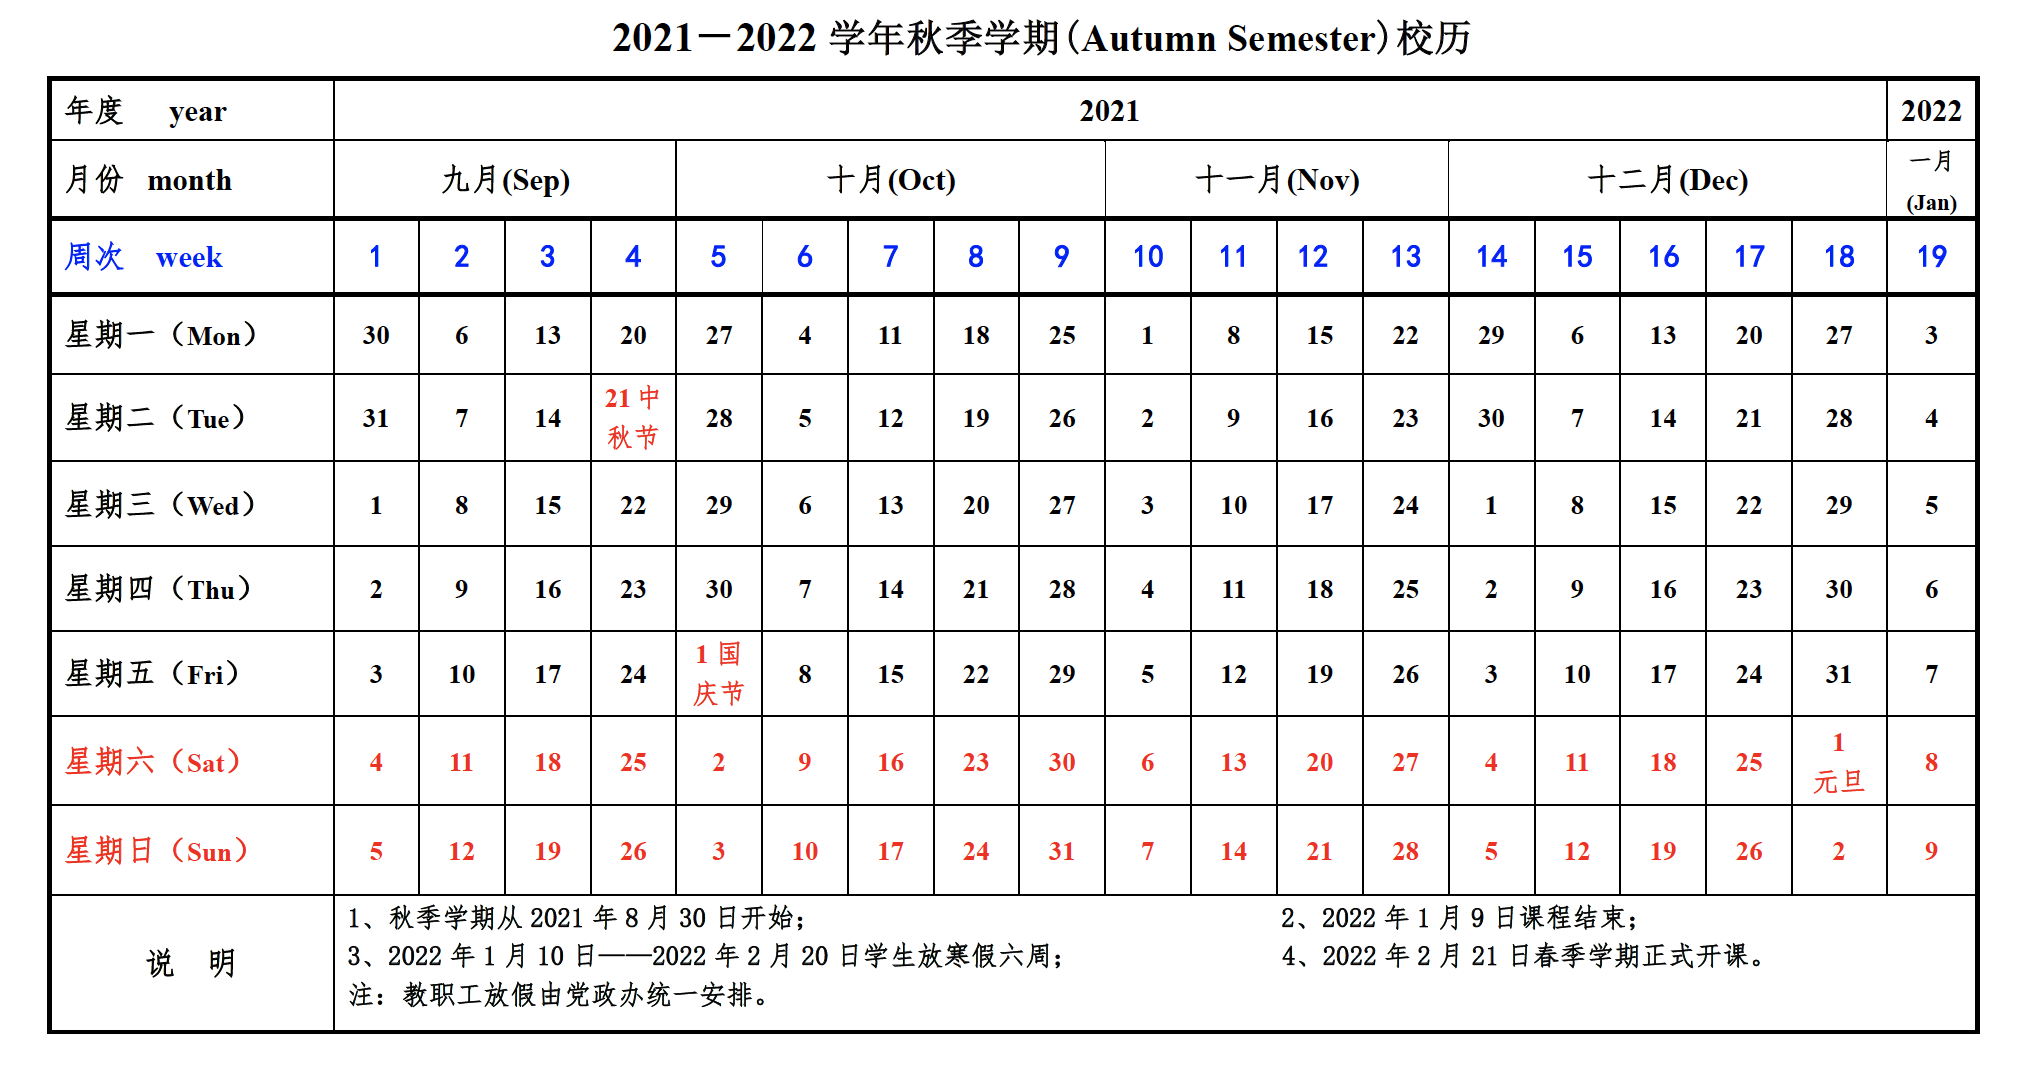 2021－2022 学年秋季学期(Autumn Semester)校历
年度 year 2021 2022
月份 month 九月(Sep) 十月(Oct) 十一月(Nov) 十二月(Dec) 一月(Jan)
周次 week 1 2 3 4 5 6 7 8 9 10 11 12 13 14 15 16 17 18 19
星期一（Mon） 30 6 13 20 27 4 11 18 25 1 8 15 22 29 6 13 20 27 3
星期二（Tue） 31 7 14 21 中秋节 28 5 12 19 26 2 9 16 23 30 7 14 21 28 4
星期三（Wed） 1 8 15 22 29 6 13 20 27 3 10 17 24 1 8 15 22 29 5
星期四（Thu） 2 9 16 23 30 7 14 21 28 4 11 18 25 2 9 16 23 30 6
星期五（Fri） 3 10 17 24 1 国庆节 8 15 22 29 5 12 19 26 3 10 17 24 31 7
星期六（Sat） 4 11 18 25 2 9 16 23 30 6 13 20 27 4 11 18 25 1 元旦 8
星期日（Sun） 5 12 19 26 3 10 17 24 31 7 14 21 28 5 12 19 26 2 9
说 明
1、秋季学期从 2021 年 8 月 30 日开始； 2、2022 年 1 月 9 日课程结束；
3、2022 年 1 月 10 日——2022 年 2 月 20 日学生放寒假六周； 4、2022 年 2 月 21 日春季学期正式开课。
注：教职工放假由党政办统一安排。